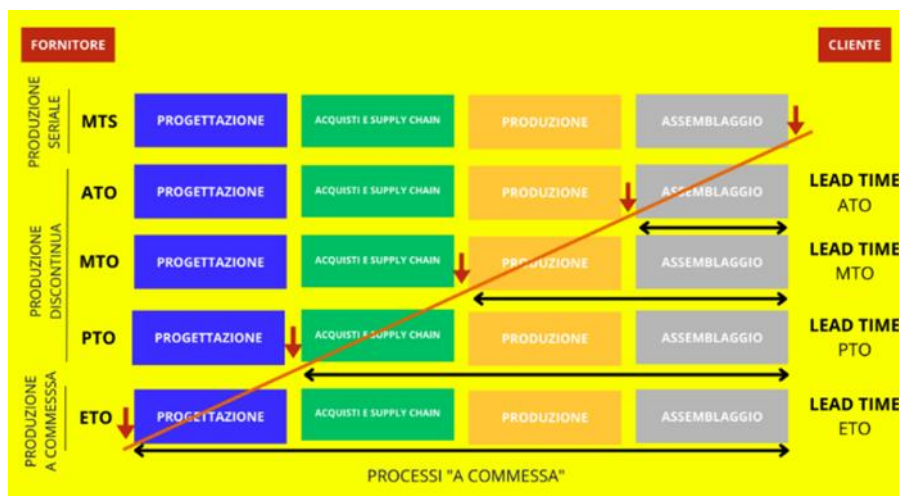 FORNITORE
CLIENTE
PRODUZIONE
SERIALE
MTS
PROGETTAZIONE
ACQUISTI E SUPPLY CHAIN
PRODUZIONE
ASSEMBLAGGIO
PRODUZIONE
DISCONTINUA
ATO
PROGETTAZIONE
ACQUISTI E SUPPLY CHAIN
PRODUZIONE
ASSEMBLAGGIO
LEAD TIME
ATO
MTO
PROGETTAZIONE
ACQUISTI E SUPPLY CHAIN
PRODUZIONE
ASSEMBLAGGIO
LEAD TIME
MTO
PTO
PROGETTAZIONE
ACQUISTI E SUPPLY CHAIN
PRODUZIONE
ASSEMBLAGGIO
LEAD TIME
PTO
PRODUZIONE
A COMMESSSA
ETO
PROGETTAZIONE
ACQUISTI E SUPPLY CHAIN
PRODUZIONE
ASSEMBLAGGIO
LEAD TIME
ETO
PROCESSI "A COMMESSA"